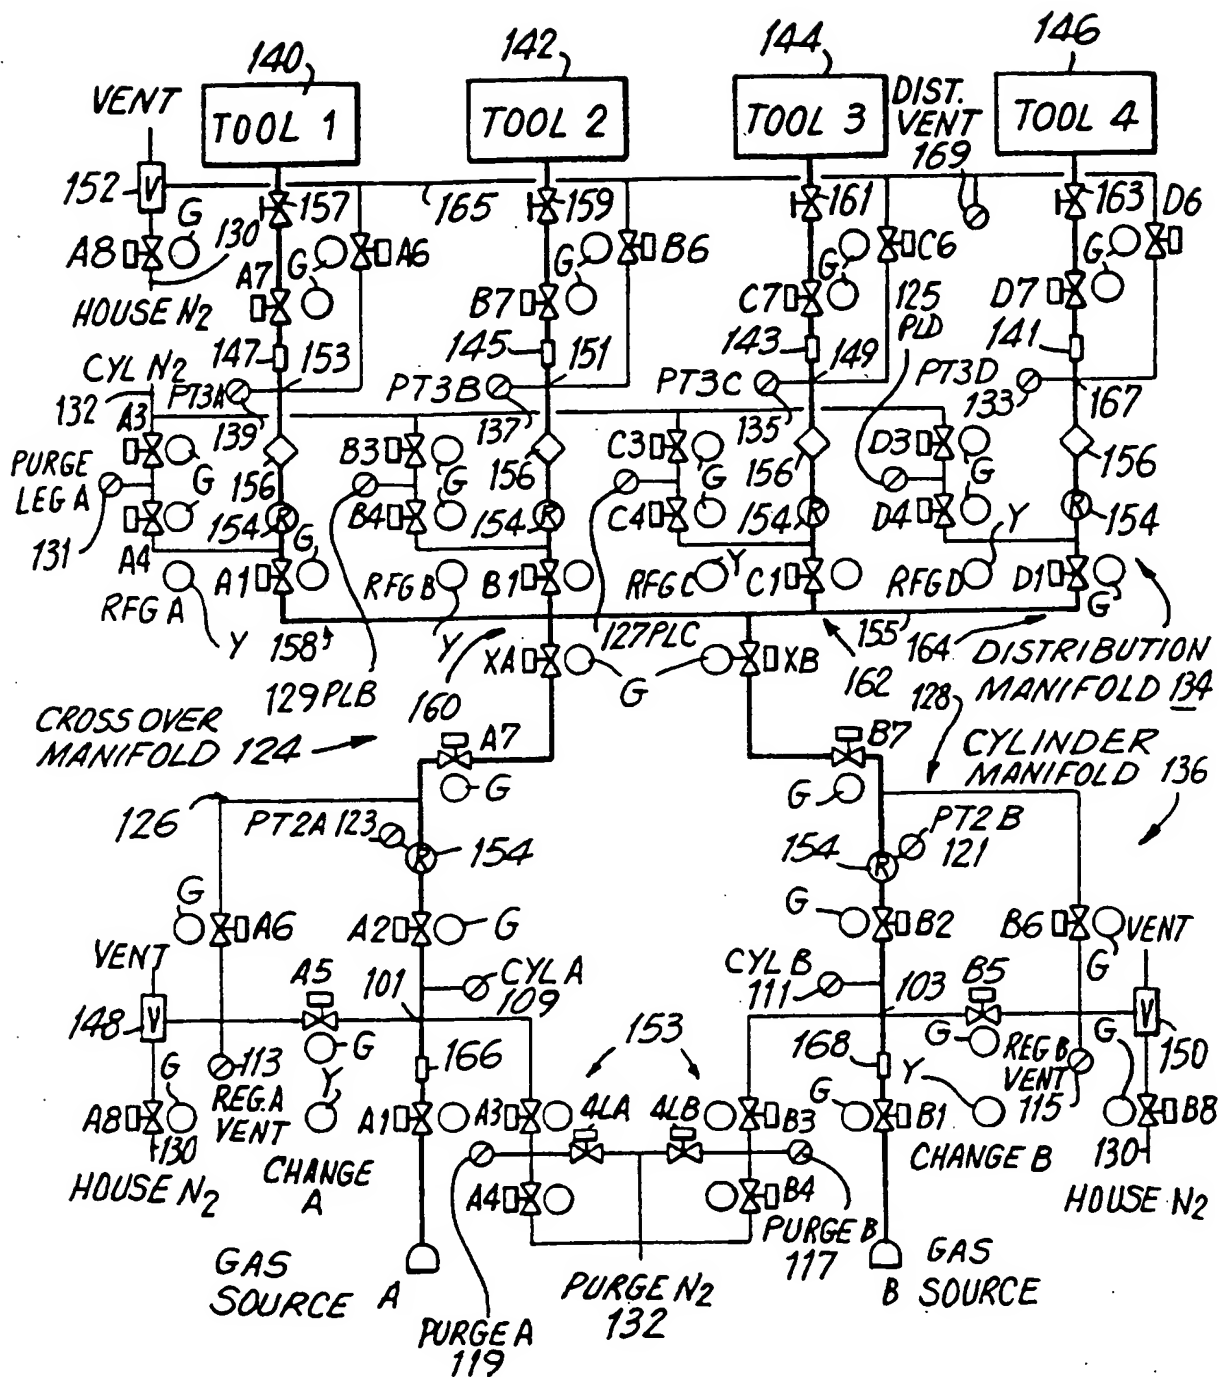 140
142
144
146
VENT
TOOL 1
TOOL 2
TOOL 3
TOOL 4
DIST.
VENT
169
152
V
157
165
159
161
163
D6
G
130
A8
A7
G
A6
G
B6
G
C6
G
HOUSE N2
B7
C7
125
PLD
D7
147
153
145
151
143
149
141
CYL N2
132
PT3A
139
PT3B
137
PT3C
135
PT3D
133
167
A3
G
B3
C3
D3
PURGE
LEG A
G
156
G
156
G
156
G
156
131
A4
154
R
B4
154
R
C4
154
R
D4
R
154
G
Y
A1
RFG A
RFG B
B1
RFG C
Y
C1
RFG D
D1
G
Y
158
Y
127 PLC
155
164
DISTRIBUTION
MANIFOLD 134
129 PLB
160
XA
G
XB
162
128
CROSS OVER
MANIFOLD 124
A7
B7
CYLINDER
MANIFOLD 136
G
G
126
PT2A 123
R
154
154
R
PT2B
121
G
A6
A2
G
G
B2
B6
G
VENT
VENT
A5
101
CYL A
109
CYL B
111
103
B5
148
V
G
153
G
G
V
150
113
REG.A
VENT
166
168
REG B
VENT
115
G
Y
Y
A8
130
A1
A3
4LA
4LB
B3
G
B1
B8
130
HOUSE N2
CHANGE
A
CHANGE B
HOUSE N2
A4
B4
GAS
SOURCE A
PURGE N2
132
PURGE B
117
GAS
B SOURCE
PURGE A
119